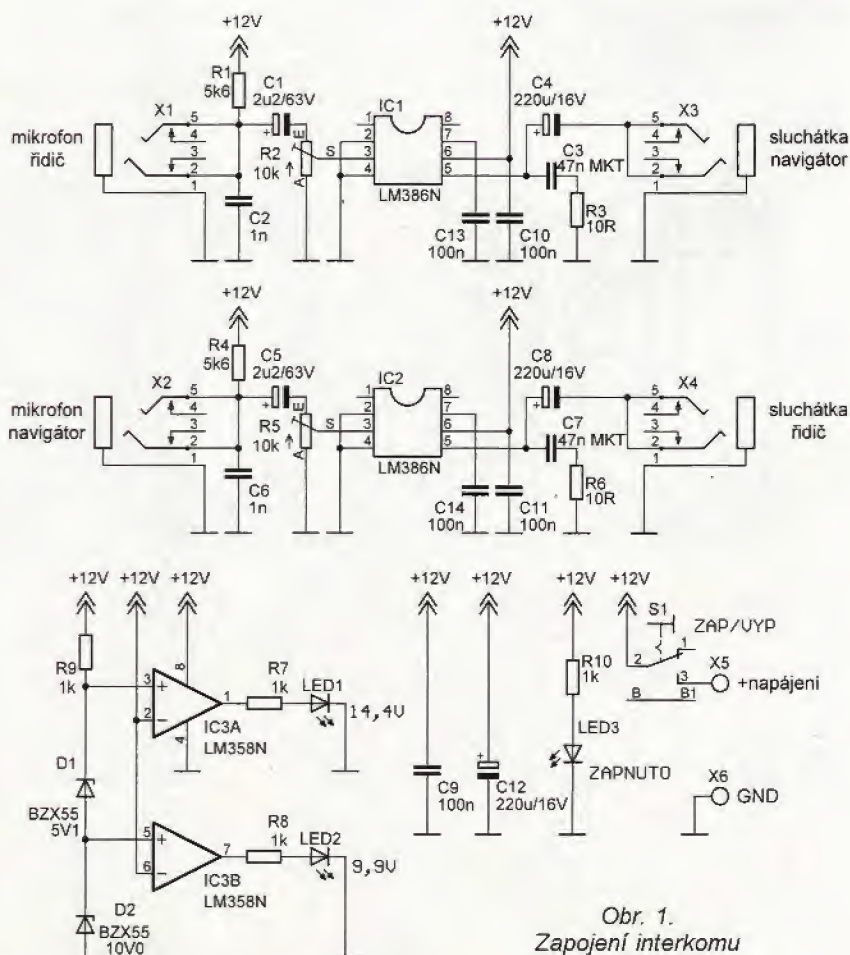 +12V
+12V
R1
5k6
C1
2u2/63V
C4
220u/16V
IC1
X1
X3
5
4
3
2
1
mikrofon
řidič
+
R2
10k
E
A
S
1
2
3
4
8
7
6
5
LM386N
+
C3
47n MKT
5
4
3
2
1
sluchátka
navigátor
R3
10R
C2
1n
C13
100n
C10
100n
+12V
+12V
R4
5k6
C5
2u2/63V
C8
220u/16V
IC2
X2
X4
5
4
3
2
1
mikrofon
navigátor
+
R5
10k
E
A
S
1
2
3
4
8
7
6
5
LM386N
+
C7
47n MKT
5
4
3
2
1
sluchátka
řidič
R6
10R
C6
1n
C14
100n
C11
100n
+12V +12V +12V
+12V +12V +12V +12V
S1
ZAP/VYP
R9
1k
8
3
+
2
−
1
4
IC3A
LM358N
R7
1k
LED1
14,4V
R10
1k
2
1
3
X5
+napájení
B
B1
LED3
ZAPNUTO
D1
BZX55
5V1
C9
100n
+
C12
220u/16V
X6
GND
5
+
6
−
7
IC3B
LM358N
R8
1k
LED2
9,9V
D2
BZX55
10V0
Obr. 1.
Zapojení interkomu